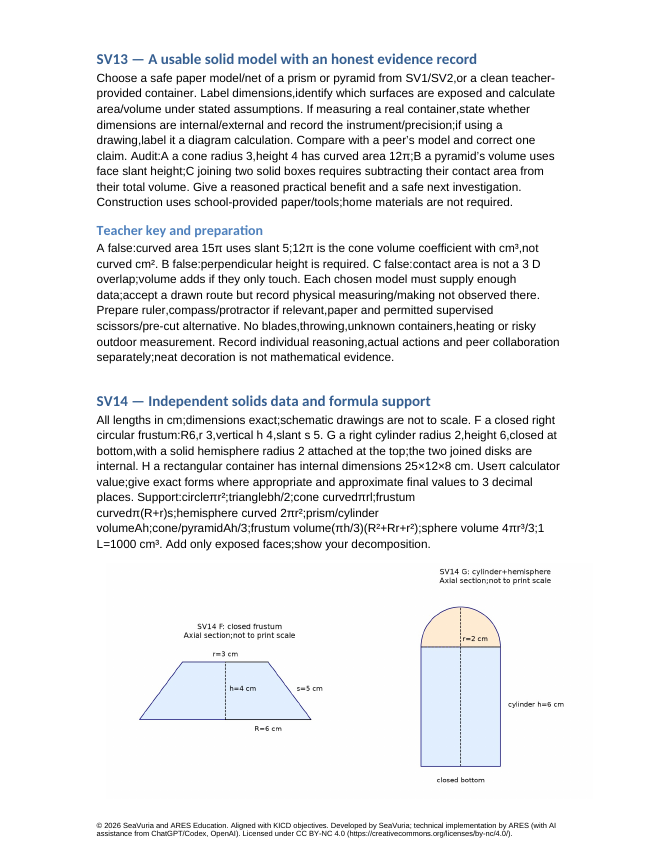 SV13 — A usable solid model with an honest evidence record
Choose a safe paper model/net of a prism or pyramid from SV1/SV2,or a clean teacher-
provided container. Label dimensions,identify which surfaces are exposed and calculate
area/volume under stated assumptions. If measuring a real container,state whether
dimensions are internal/external and record the instrument/precision;if using a
drawing,label it a diagram calculation. Compare with a peer's model and correct one
claim. Audit:A a cone radius 3,height 4 has curved area 12π;B a pyramid's volume uses
face slant height;C joining two solid boxes requires subtracting their contact area from
their total volume. Give a reasoned practical benefit and a safe next investigation.
Construction uses school-provided paper/tools;home materials are not required.
Teacher key and preparation
A false:curved area 15π uses slant 5;12π is the cone volume coefficient with cm³,not
curved cm². B false:perpendicular height is required. C false:contact area is not a 3 D
overlap;volume adds if they only touch. Each chosen model must supply enough
data;accept a drawn route but record physical measuring/making not observed there.
Prepare ruler,compass/protractor if relevant,paper and permitted supervised
scissors/pre-cut alternative. No blades,throwing,unknown containers,heating or risky
outdoor measurement. Record individual reasoning,actual actions and peer collaboration
separately;neat decoration is not mathematical evidence.
SV14 — Independent solids data and formula support
All lengths in cm;dimensions exact;schematic drawings are not to scale. F a closed right
circular frustum:R6,r 3,vertical h 4,slant s 5. G a right cylinder radius 2,height 6,closed at
bottom,with a solid hemisphere radius 2 attached at the top;the two joined disks are
internal. H a rectangular container has internal dimensions 25×12×8 cm. Useπ calculator
value;give exact forms where appropriate and approximate final values to 3 decimal
places. Support:circleπr²;trianglebh/2;cone curvedπrl;frustum
curvedπ(R+r)s;hemisphere curved 2πr²;prism/cylinder
volumeAh;cone/pyramidAh/3;frustum volume(πh/3)(R²+Rr+r²);sphere volume 4πr³/3;1
L=1000 cm³. Add only exposed faces;show your decomposition.
SV14 F: closed frustum
Axial section;not to print scale
r=3 cm
h=4 cm
s=5 cm
R=6 cm
SV14 G: cylinder+hemisphere
Axial section;not to print scale
r=2 cm
cylinder h=6 cm
closed bottom
© 2026 SeaVuria and ARES Education. Aligned with KICD objectives. Developed by SeaVuria; technical implementation by ARES (with AI
assistance from ChatGPT/Codex, OpenAI). Licensed under CC BY-NC 4.0 (https://creativecommons.org/licenses/by-nc/4.0/).